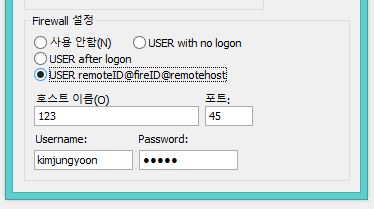 Firewall 설정
사용 안함(N) USER with no logon
USER after logon
USER remoteID@fireID@remotehost
호스트 이름(O) 포트:
123 45
Username: Password:
kimjungyoon ●●●●●